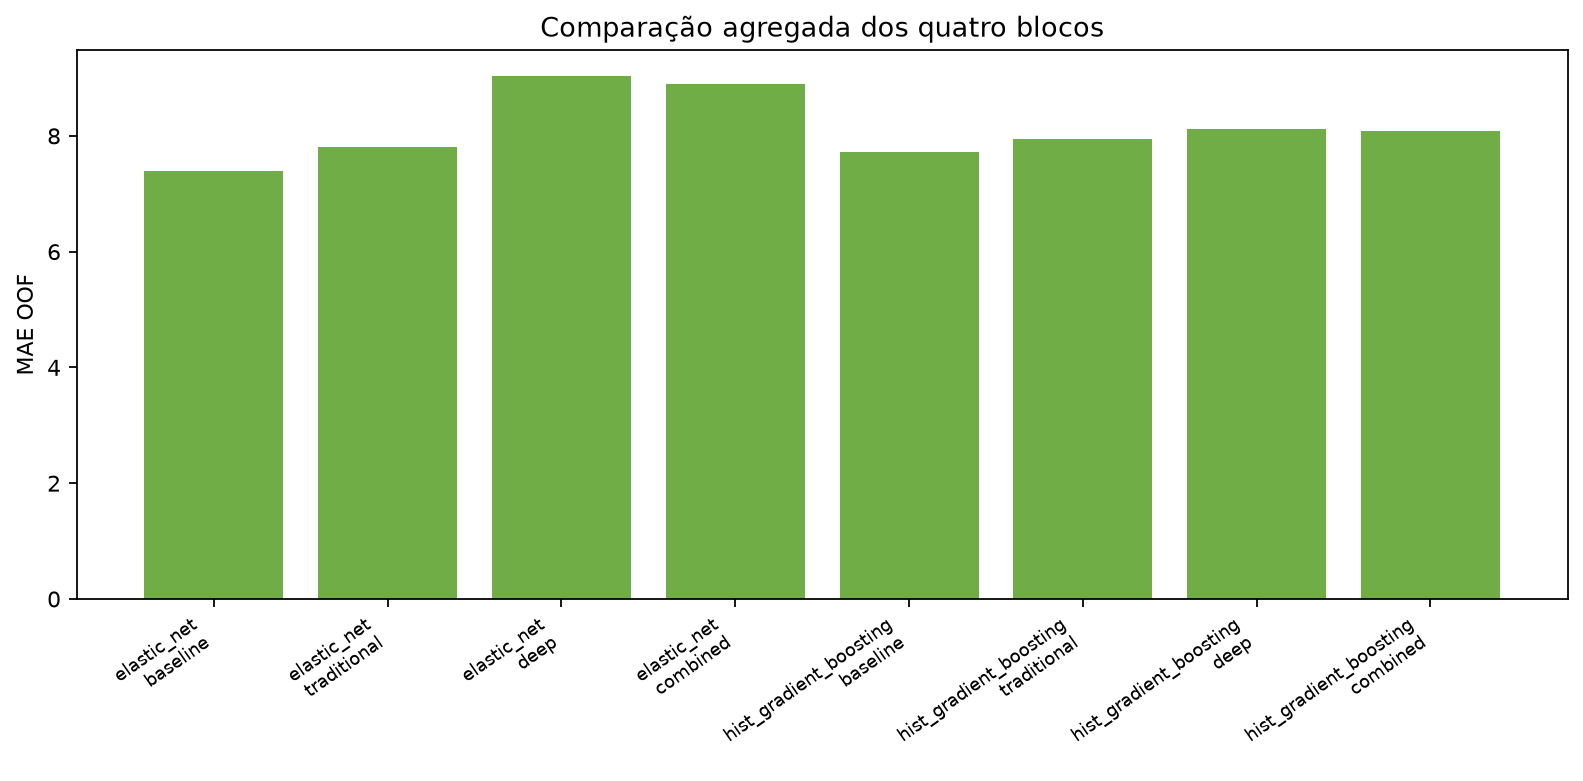 Comparação agregada dos quatro blocos
MAE OOF
8
6
4
2
0
elastic_net
baseline
elastic_net
traditional
elastic_net
deep
elastic_net
combined
hist_gradient_boosting
baseline
hist_gradient_boosting
traditional
hist_gradient_boosting
deep
hist_gradient_boosting
combined